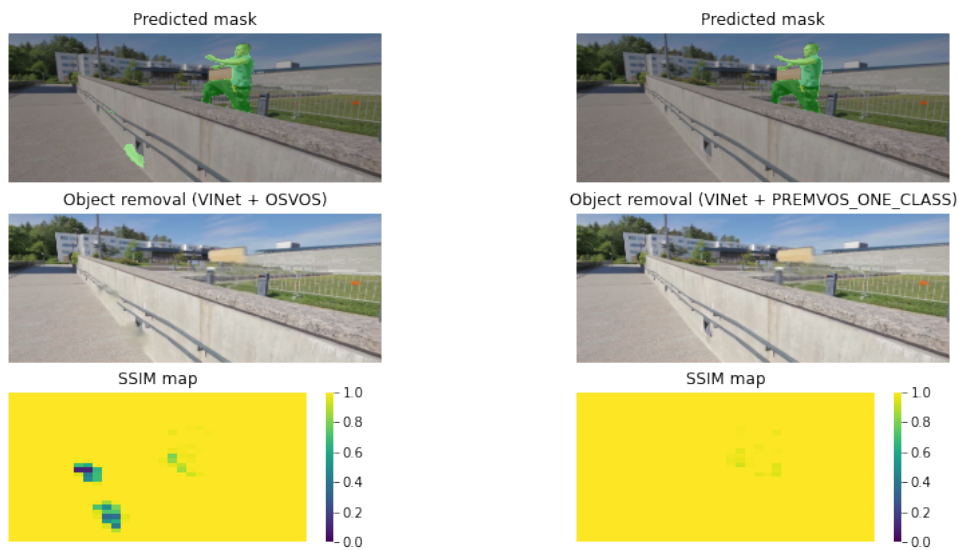 Predicted mask
Predicted mask
Object removal (VINet + OSVOS)
Object removal (VINet + PREMVOS_ONE_CLASS)
SSIM map
SSIM map
1.0
0.8
0.6
0.4
0.2
0.0
1.0
0.8
0.6
0.4
0.2
0.0